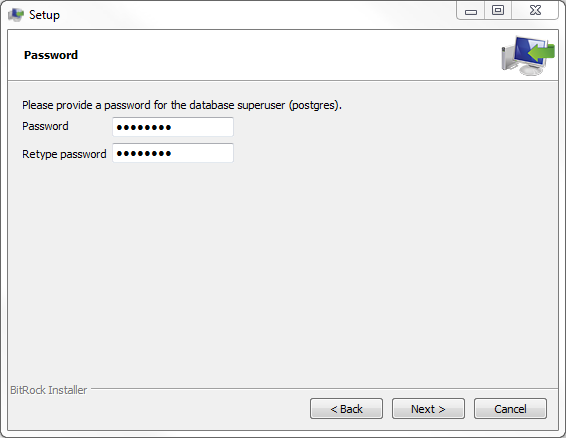 Setup
Password
Please provide a password for the database superuser (postgres).
Password ••••••••
Retype password ••••••••
BitRock Installer
< Back Next > Cancel